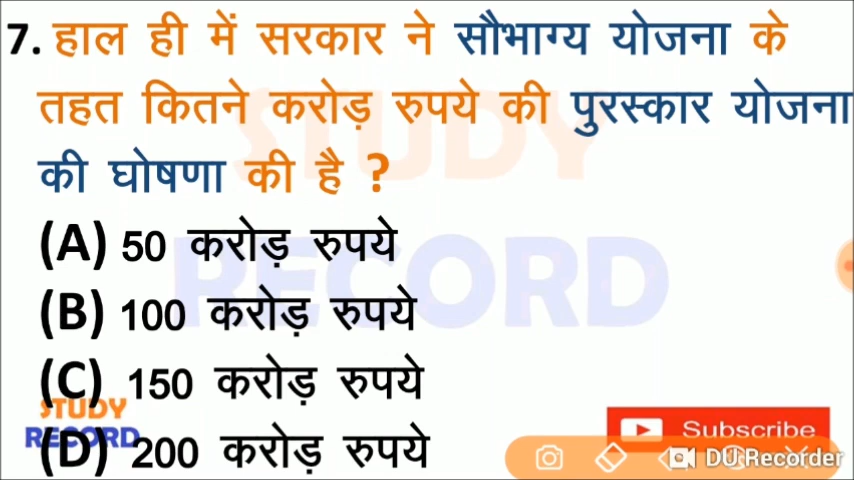 7. हाल ही में सरकार ने सौभाग्य योजना के
तहत कितने करोड़ रुपये की पुरस्कार योजना
की घोषणा की है ?
(A) 50 करोड़ रुपये
(B) 100 करोड़ रुपये
(C) 150 करोड़ रुपये
(D) 200 करोड़ रुपये
STUDY
RECORD
STUDY
RECORD
Subscribe
DU Recorder